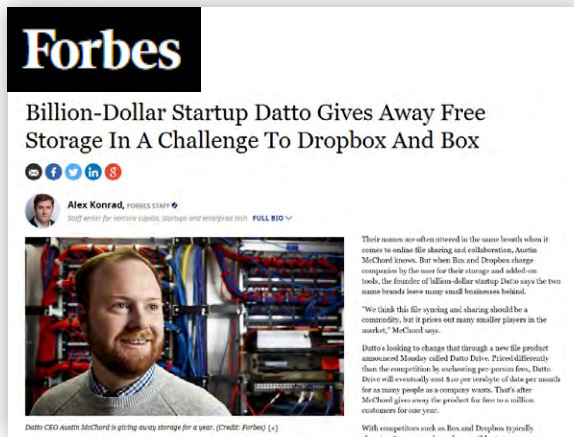 Forbes
Billion-Dollar Startup Datto Gives Away Free
Storage In A Challenge To Dropbox And Box
Alex Konrad, FORBES STAFF
Staff writer for venture capital, startups and enterprise tech. FULL BIO
Their names are often uttered in the same breath when it
comes to online file sharing and collaboration, Austin
McChord knows. But when Box and Dropbox charge
companies by the user for their storage and added-on
tools, the founder of billion-dollar startup Datto says the two
name brands leave many small businesses behind.
"We think this file syncing and sharing should be a
commodity, but it prices out many smaller players in the
market," McChord says.
Datto's looking to change that through a new file product
announced Monday called Datto Drive. Priced differently
than the competition by eschewing per-person fees, Datto
Drive will eventually cost $10 per terabyte of data per month
for as many people as a company wants. That's after
McChord gives away the product for free to a million
customers for one year.
With competitors such as Box and Dropbox typically
Datto CEO Austin McChord is giving away storage for a year. (Credit: Forbes) [+]